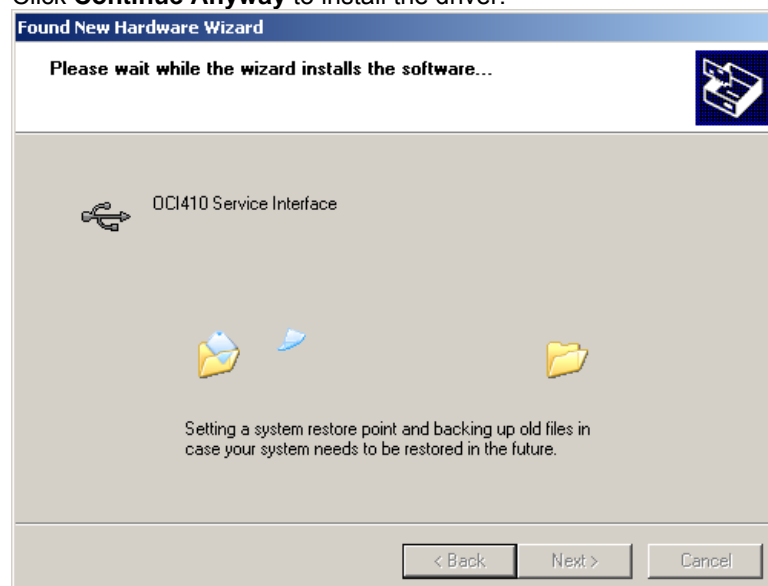 Click Continue Anyway to install the driver.
Found New Hardware Wizard
Please wait while the wizard installs the software...
OCI410 Service Interface
Setting a system restore point and backing up old files in
case your system needs to be restored in the future.
< Back Next > Cancel